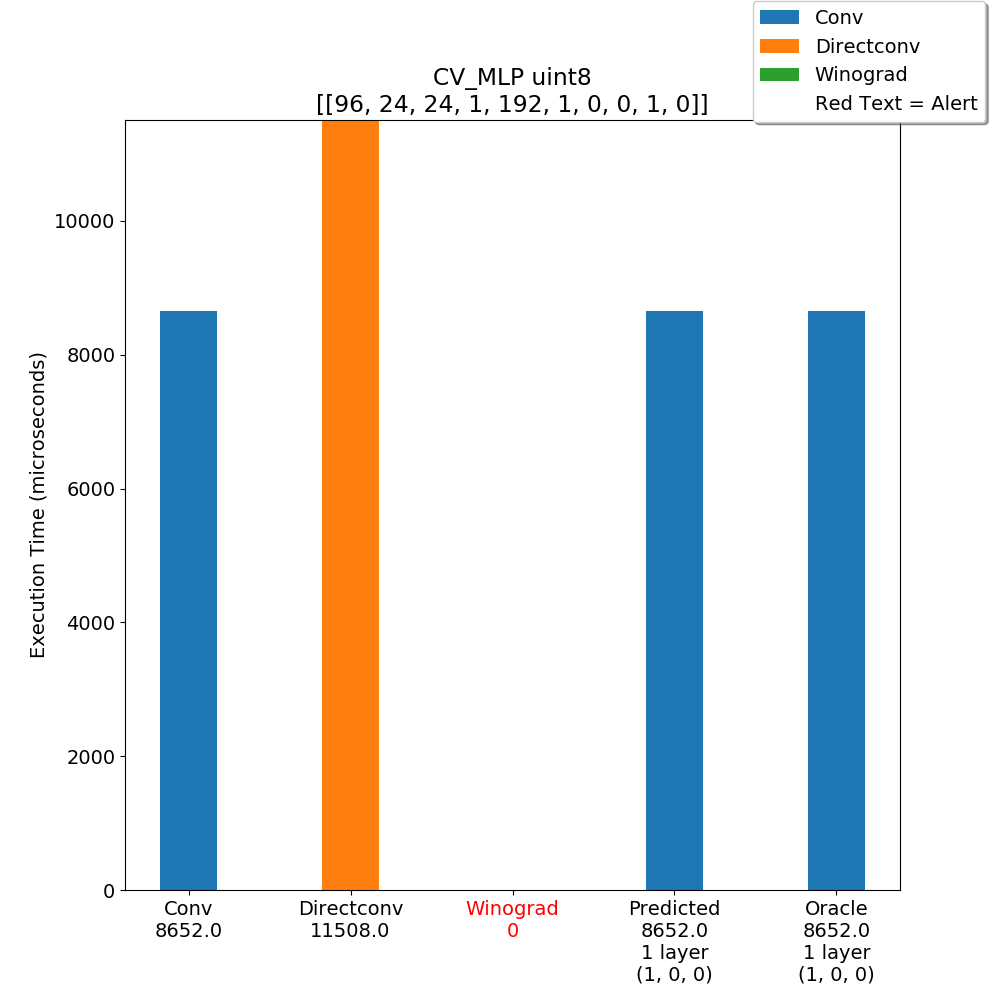 Conv
Directconv
Winograd
Red Text = Alert
CV_MLP uint8
[[96, 24, 24, 1, 192, 1, 0, 0, 1, 0]]
Execution Time (microseconds)
10000
8000
6000
4000
2000
0
Conv
8652.0
Directconv
11508.0
Winograd
0
Predicted
8652.0
1 layer
(1, 0, 0)
Oracle
8652.0
1 layer
(1, 0, 0)